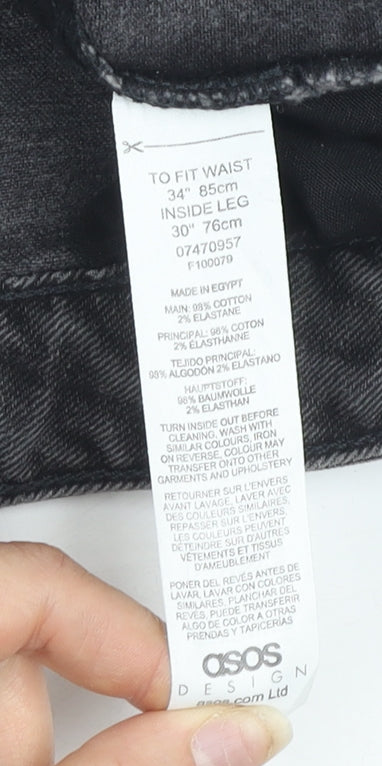 TO FIT WAIST
34" 85cm
INSIDE LEG
30" 76cm
07470957
F100079
MADE IN EGYPT
MAIN: 98% COTTON
2% ELASTANE
PRINCIPAL: 98% COTON
2% ÉLASTHANNE
TEJIDO PRINCIPAL:
98% ALGODÓN 2% ELASTANO
HAUPTSTOFF:
98% BAUMWOLLE
2% ELASTHAN
TURN INSIDE OUT BEFORE
CLEANING, WASH WITH
SIMILAR COLOURS, IRON
ON REVERSE, COLOUR MAY
TRANSFER ONTO OTHER
GARMENTS AND UPHOLSTERY
RETOURNER SUR L'ENVERS
AVANT LAVAGE, LAVER AVEC
DES COULEURS SIMILAIRES,
REPASSER SUR L'ENVERS.
LES COULEURS PEUVENT
DÉTEINDRE SUR D'AUTRES
VÊTEMENTS ET TISSUS
D'AMEUBLEMENT
PONER DEL REVÉS ANTES DE
LAVAR, LAVAR CON COLORES
SIMILARES, PLANCHAR DEL
REVÉS, PUEDE TRANSFERIR
ALGO DE COLOR A OTRAS
PRENDAS Y TAPICERÍAS
asos
DESIGN
asos.com Ltd